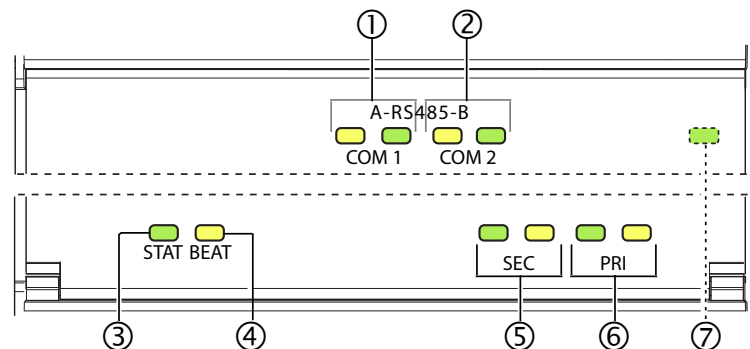 ① ②
A-RS485-B
COM 1 COM 2
STAT BEAT
SEC PRI
③ ④ ⑤ ⑥ ⑦